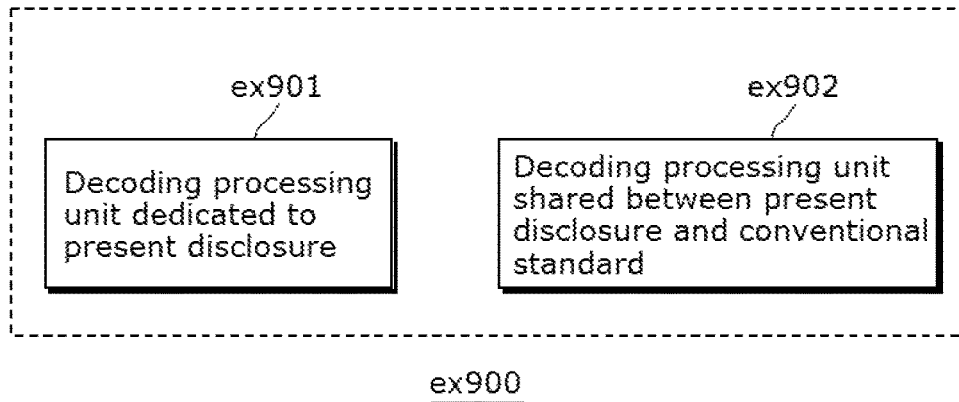 ex901
ex902
Decoding processing
unit dedicated to
present disclosure
Decoding processing unit
shared between present
disclosure and conventional
standard
ex900